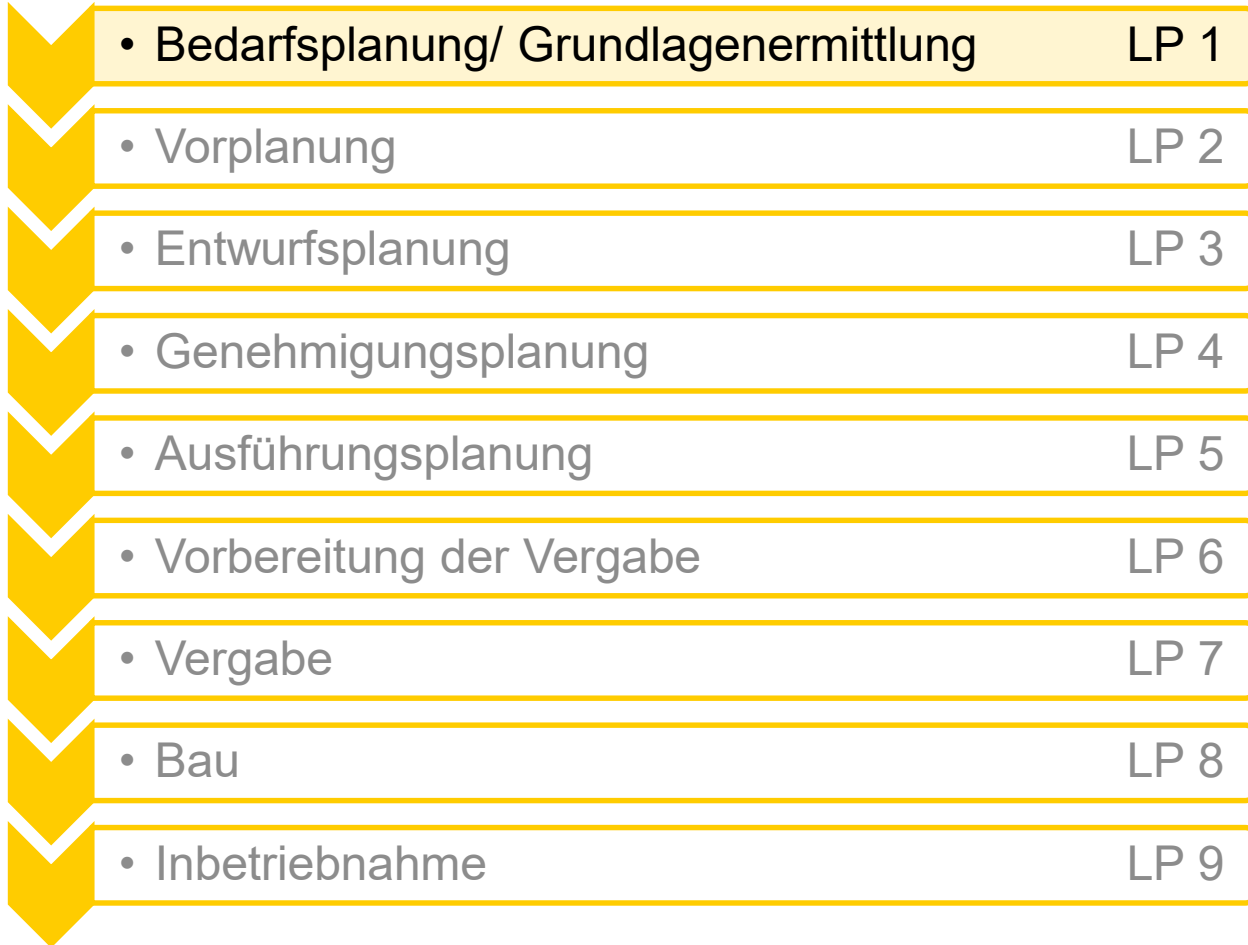 • Bedarfsplanung/ Grundlagenermittlung LP 1
• Vorplanung LP 2
• Entwurfsplanung LP 3
• Genehmigungsplanung LP 4
• Ausführungsplanung LP 5
• Vorbereitung der Vergabe LP 6
• Vergabe LP 7
• Bau LP 8
• Inbetriebnahme LP 9